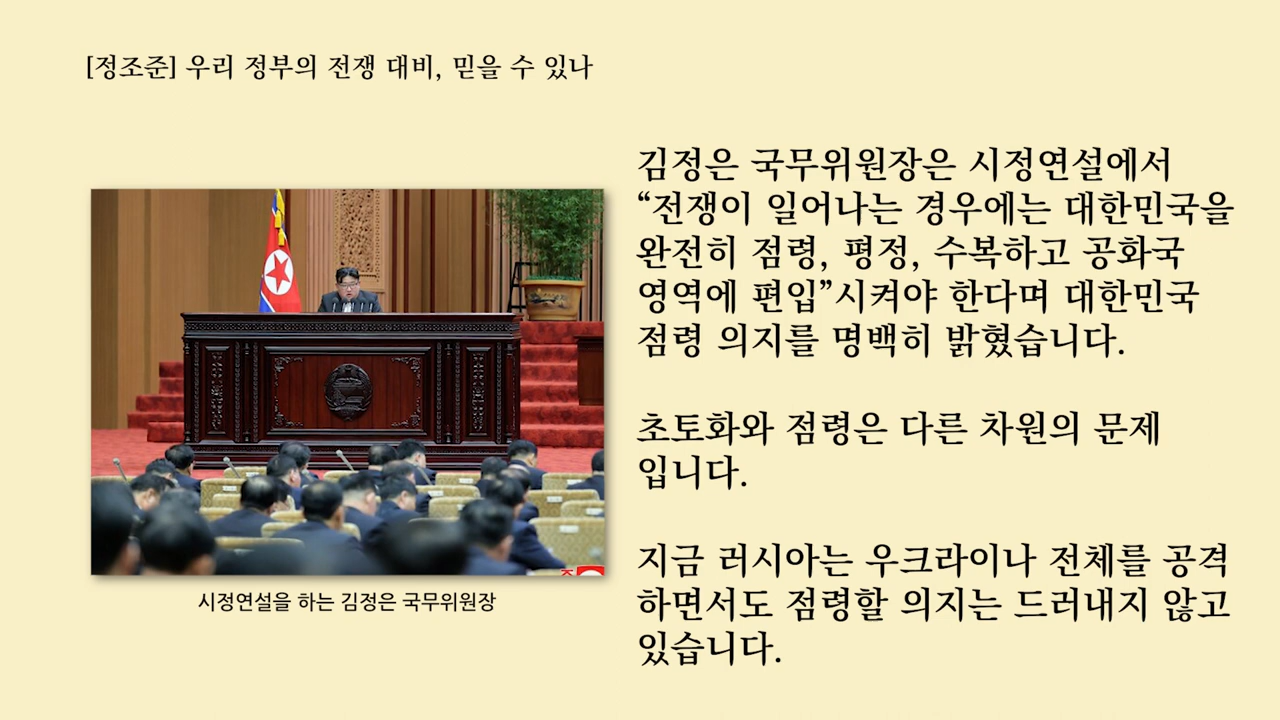 [정조준] 우리 정부의 전쟁 대비, 믿을 수 있나
김정은 국무위원장은 시정연설에서
“전쟁이 일어나는 경우에는 대한민국을
완전히 점령, 평정, 수복하고 공화국
영역에 편입”시켜야 한다며 대한민국
점령 의지를 명백히 밝혔습니다.
초토화와 점령은 다른 차원의 문제
입니다.
지금 러시아는 우크라이나 전체를 공격
하면서도 점령할 의지는 드러내지 않고
있습니다.
시정연설을 하는 김정은 국무위원장